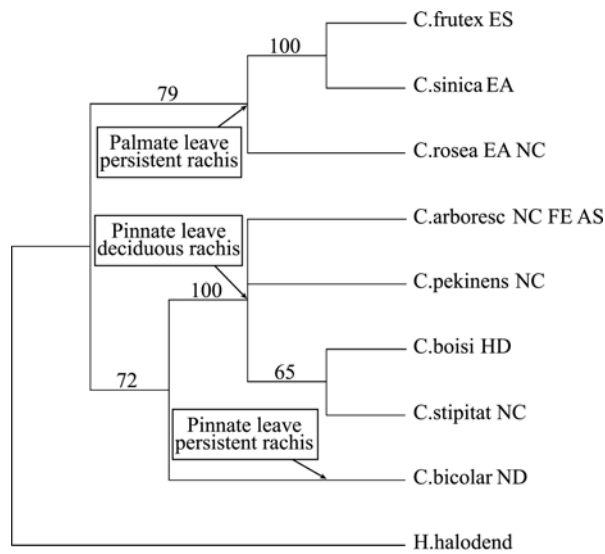 C.frutex ES
100
C.sinica EA
79
Palmate leave
persistent rachis
C.rosea EA NC
C.arboresc NC FE AS
Pinnate leave
deciduous rachis
100
C.pekinens NC
C.boisi HD
65
72
C.stipitat NC
Pinnate leave
persistent rachis
C.bicolar ND
H.halodend